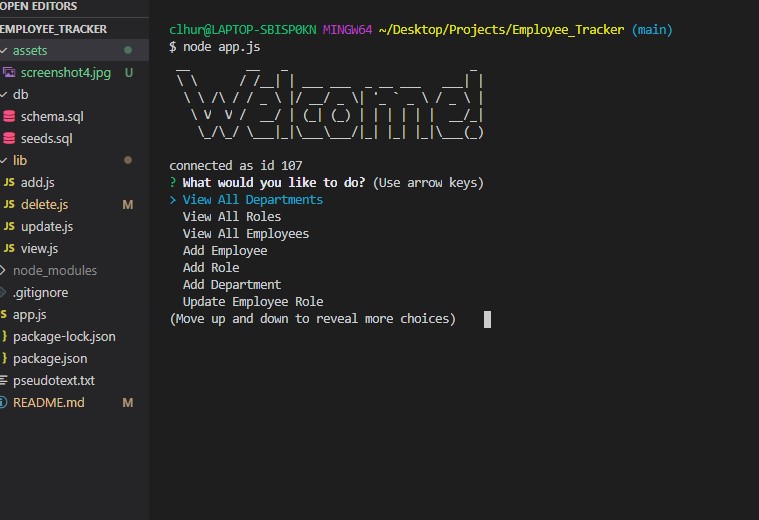 OPEN EDITORS
EMPLOYEE_TRACKER
assets
screenshot4.jpg U
db
schema.sql
seeds.sql
lib
JS add.js
JS delete.js M
JS update.js
JS view.js
node_modules
.gitignore
JS app.js
package-lock.json
package.json
pseudotext.txt
README.md M
clhur@LAPTOP-SBISP0KN MINGW64 ~/Desktop/Projects/Employee_Tracker (main)
$ node app.js
Welcome!
connected as id 107
? What would you like to do? (Use arrow keys)
> View All Departments
View All Roles
View All Employees
Add Employee
Add Role
Add Department
Update Employee Role
(Move up and down to reveal more choices)